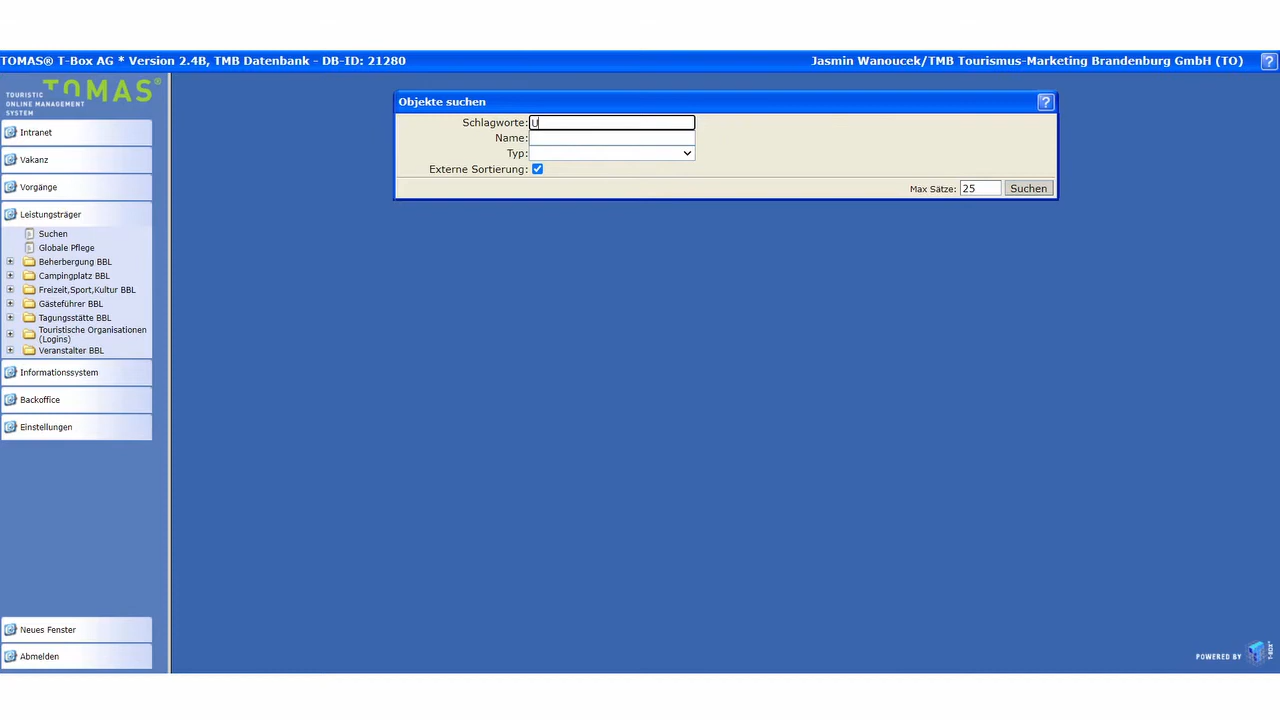 TOMAS® T-Box AG * Version 2.4B, TMB Datenbank - DB-ID: 21280
Jasmin Wanoucek/TMB Tourismus-Marketing Brandenburg GmbH (TO)
?
TOMAS®
TOURISTIC
ONLINE MANAGEMENT
SYSTEM
Intranet
Vakanz
Vorgänge
Leistungsträger
Suchen
Globale Pflege
Beherbergung BBL
Campingplatz BBL
Freizeit,Sport,Kultur BBL
Gästeführer BBL
Tagungsstätte BBL
Touristische Organisationen
(Logins)
Veranstalter BBL
Informationssystem
Backoffice
Einstellungen
Neues Fenster
Abmelden
Objekte suchen
?
Schlagworte: U
Name:
Typ:
Externe Sortierung:
Max Sätze: 25 Suchen
POWERED BY T-BOX